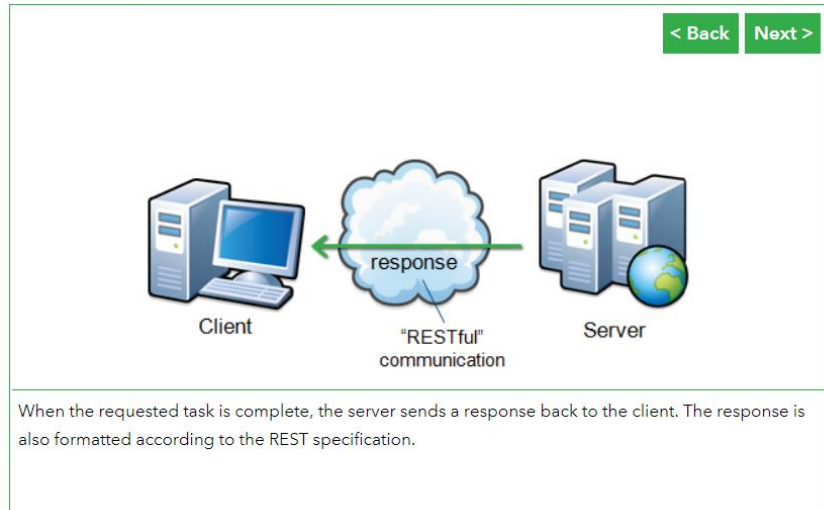 < Back Next >
response
Client
"RESTful"
communication
Server
When the requested task is complete, the server sends a response back to the client. The response is
also formatted according to the REST specification.